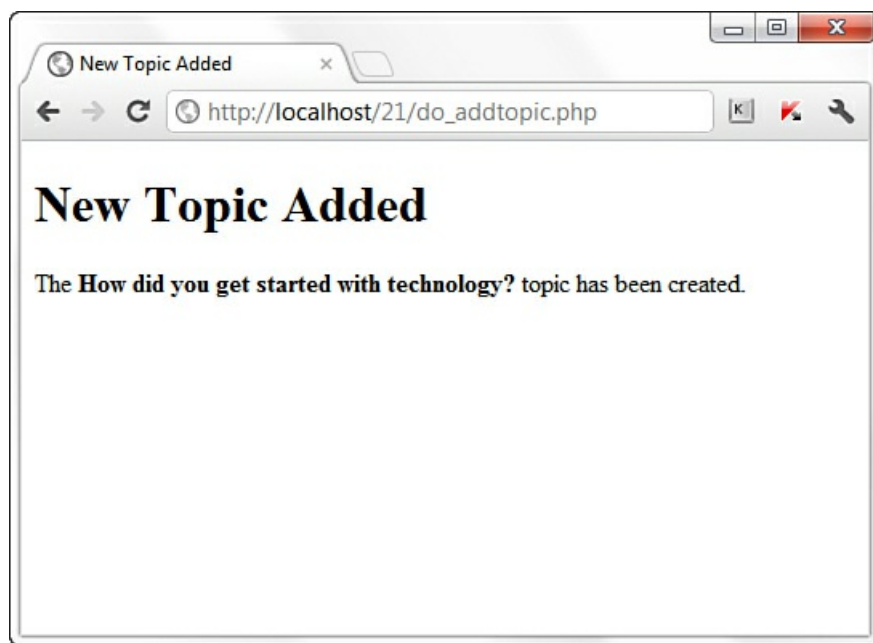 New Topic Added
http://localhost/21/do_addtopic.php
K
New Topic Added
The How did you get started with technology? topic has been created.